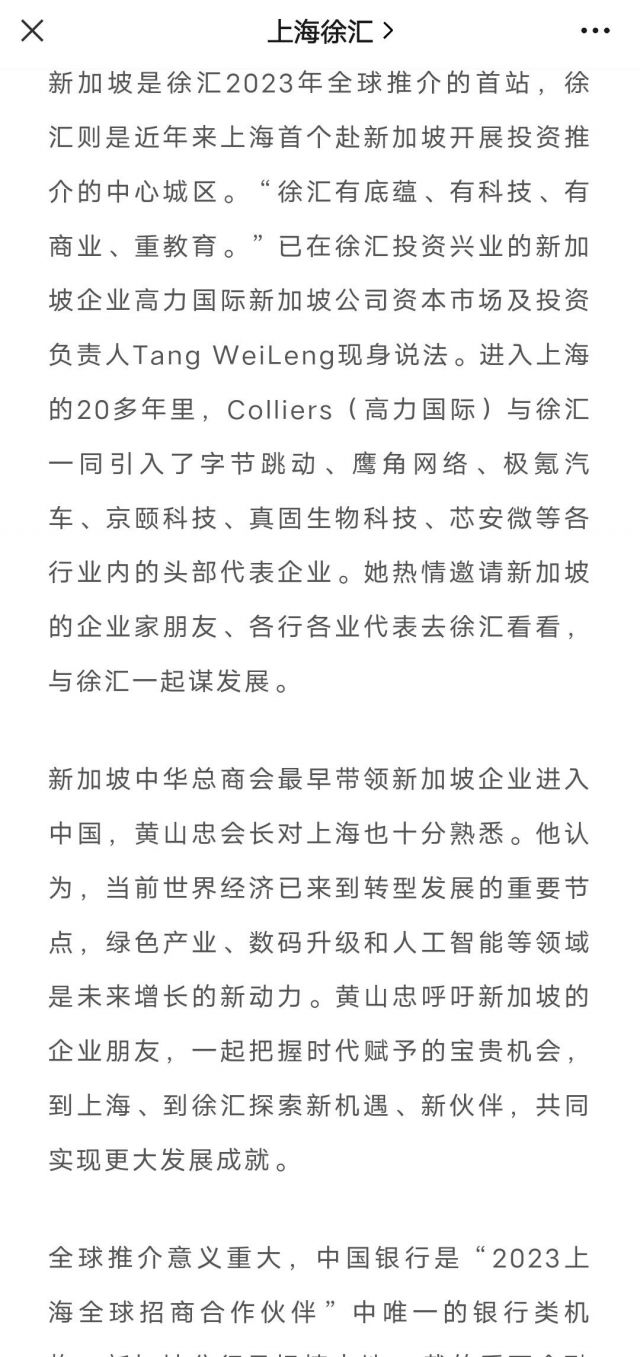 上海徐汇
新加坡是徐汇2023年全球推介的首站，徐
汇则是近年来上海首个赴新加坡开展投资推
介的中心城区。“徐汇有底蕴、有科技、有
商业、重教育。”已在徐汇投资兴业的新加
坡企业高力国际新加坡公司资本市场及投资
负责人Tang WeiLeng现身说法。进入上海
的20多年里，Colliers（高力国际）与徐汇
一同引入了字节跳动、鹰角网络、极氪汽
车、京颐科技、真固生物科技、芯安微等各
行业内的头部代表企业。她热情邀请新加坡
的企业家朋友、各行各业代表去徐汇看看，
与徐汇一起谋发展。
新加坡中华总商会最早带领新加坡企业进入
中国，黄山忠会长对上海也十分熟悉。他认
为，当前世界经济已来到转型发展的重要节
点，绿色产业、数码升级和人工智能等领域
是未来增长的新动力。黄山忠呼吁新加坡的
企业朋友，一起把握时代赋予的宝贵机会，
到上海、到徐汇探索新机遇、新伙伴，共同
实现更大发展成就。
全球推介意义重大，中国银行是“2023上
海全球招商合作伙伴”中唯一的银行类机